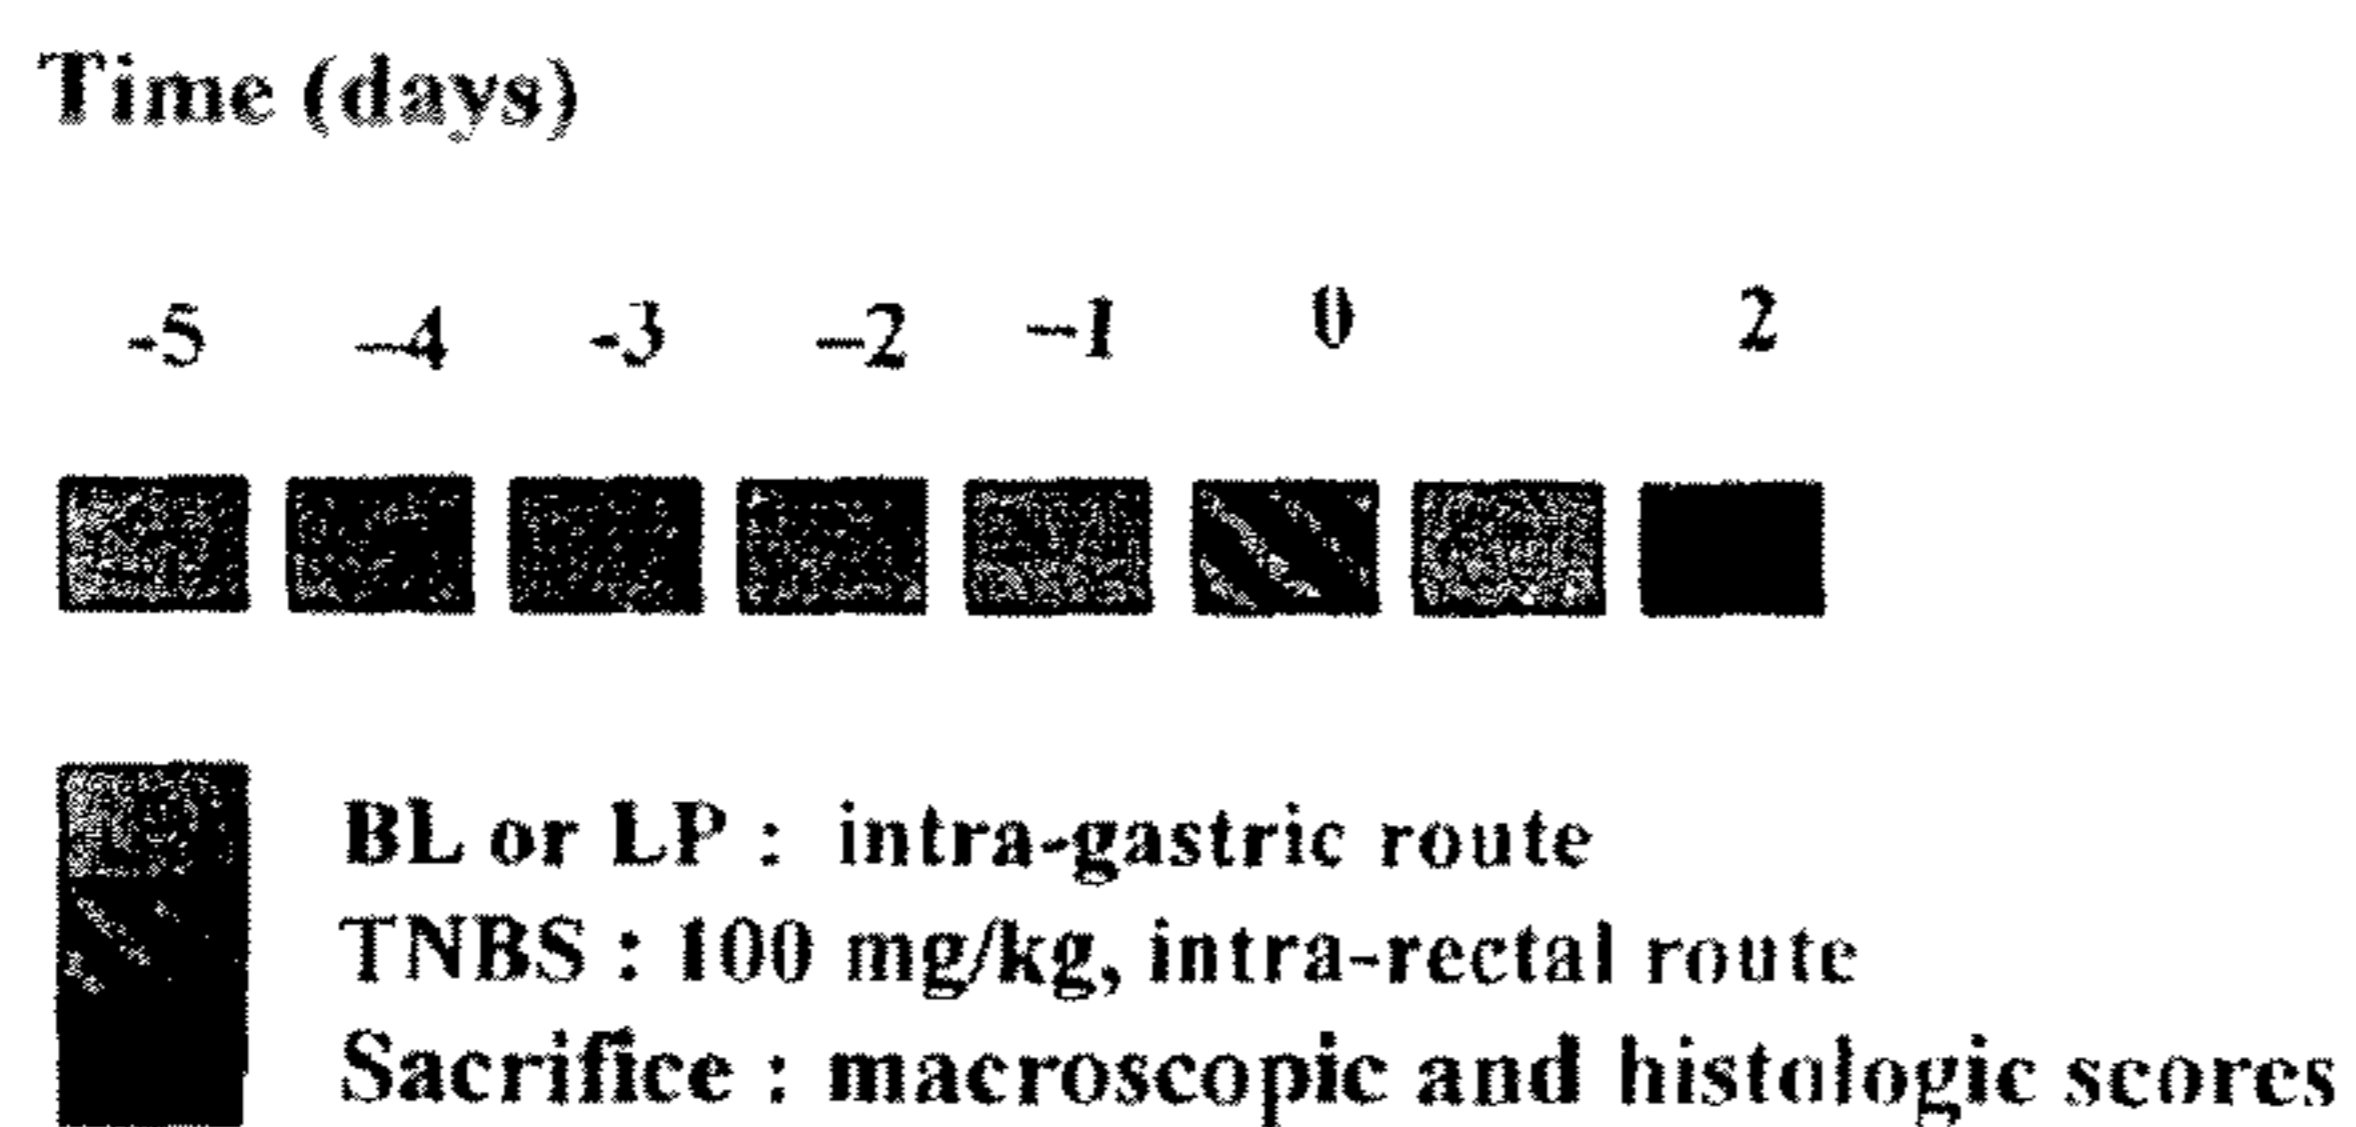 Time (days)
-5 –4 -3 –2 –1 0 2
BL or LP : intra-gastric route
TNBS : 100 mg/kg, intra-rectal route
Sacrifice : macroscopic and histologic scores